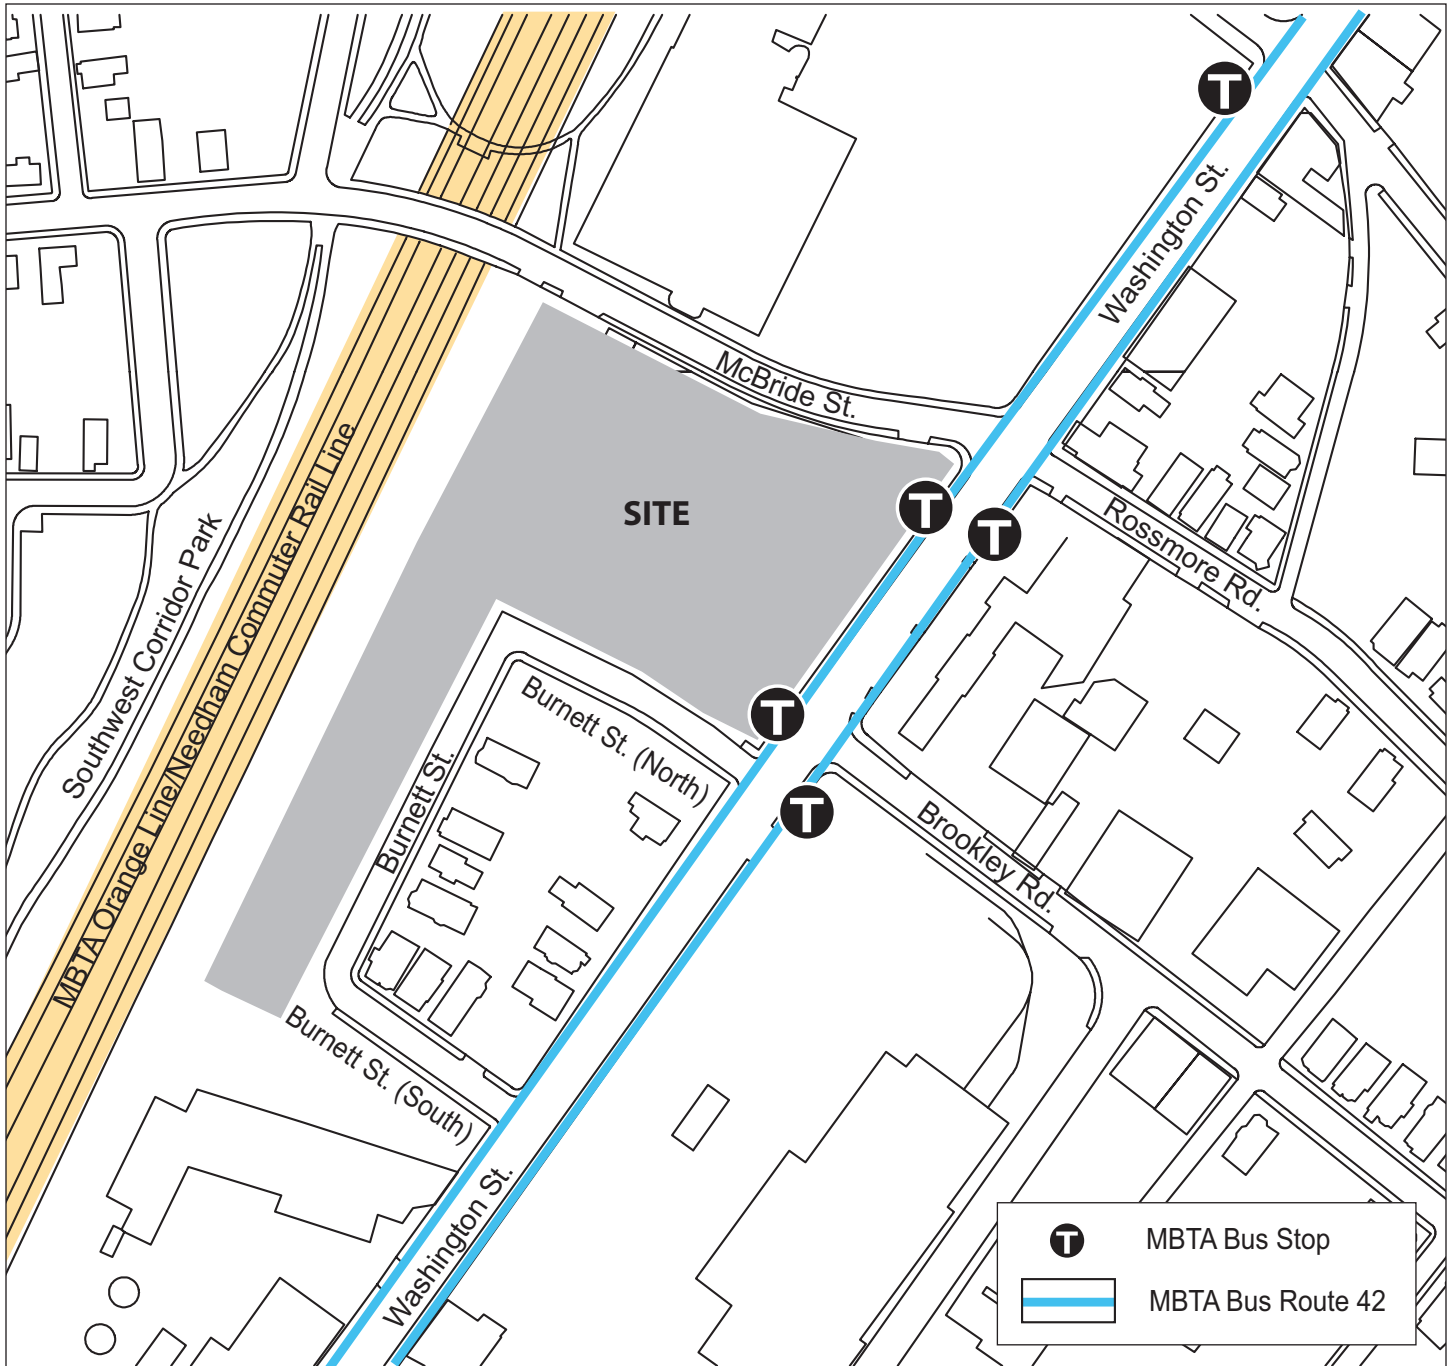 T
Washington St.
McBride St.
SITE
T
T
Rossmore Rd.
MBTA Orange Line/Needham Commuter Rail Line
Southwest Corridor Park
Burnett St. (North)
T
Burnett St.
T
Brookley Rd.
Burnett St. (South)
Washington St.
T MBTA Bus Stop
MBTA Bus Route 42